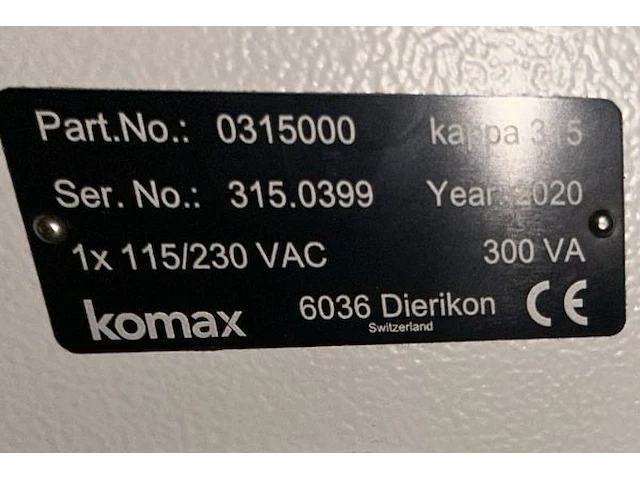 Part.No.: 0315000 kappa 315
Ser. No.: 315.0399 Year: 2020
1x 115/230 VAC 300 VA
komax 6036 Dierikon CE
Switzerland